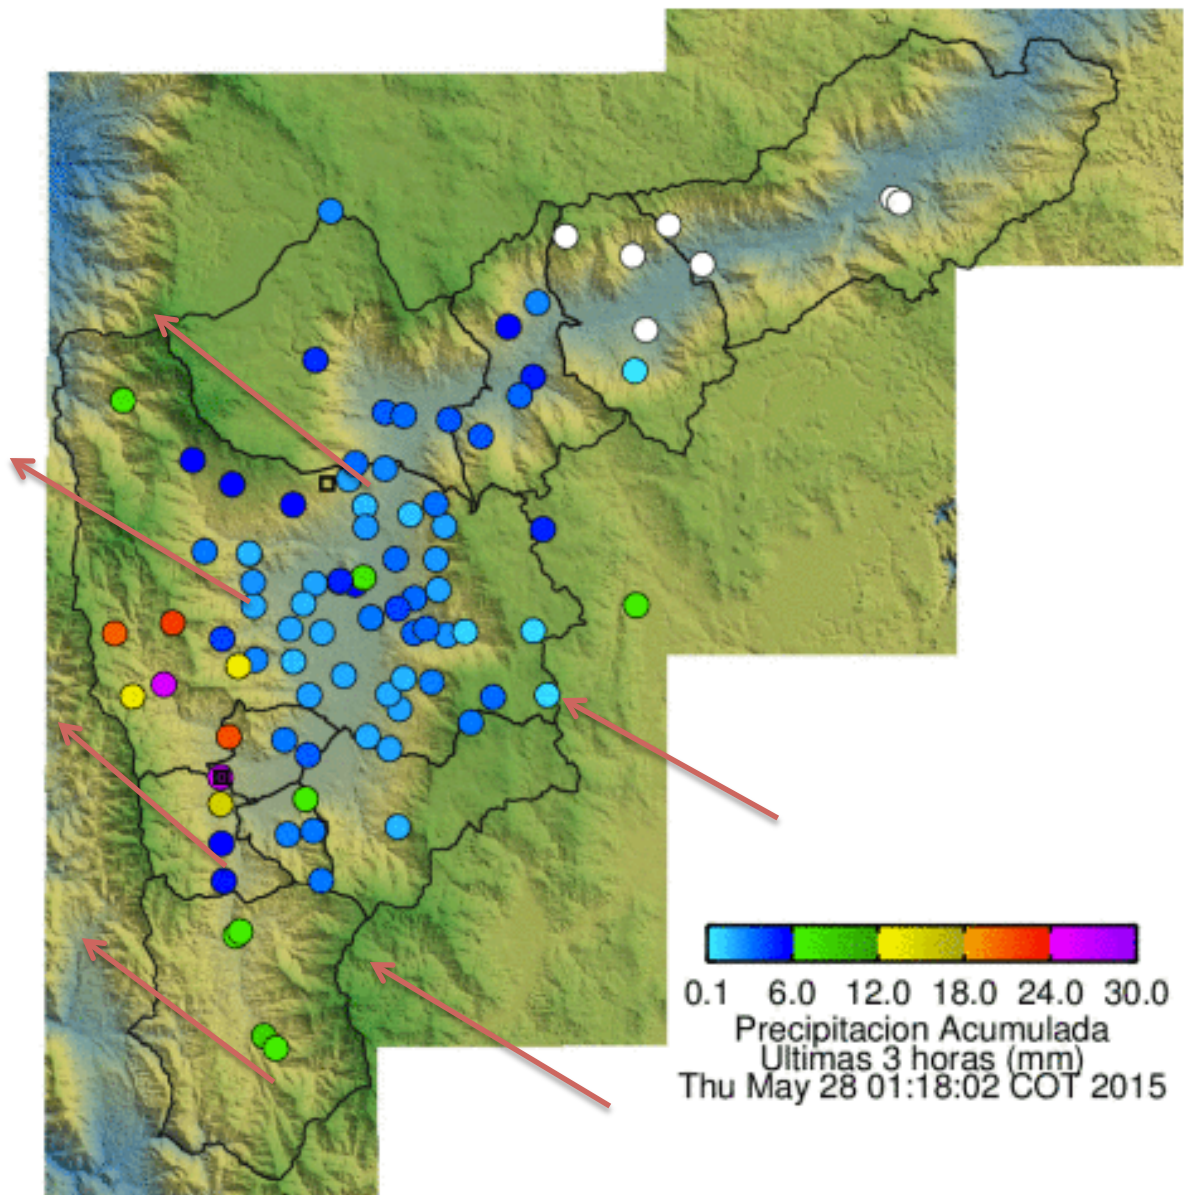 0.1 6.0 12.0 18.0 24.0 30.0
Precipitacion Acumulada
Ultimas 3 horas (mm)
Thu May 28 01:18:02 COT 2015